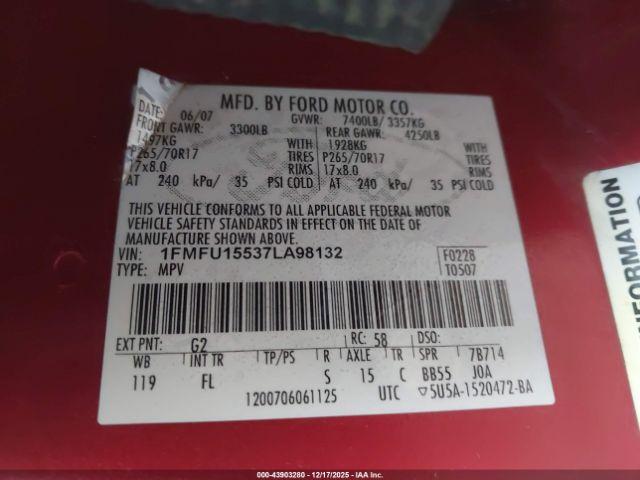 MFD. BY FORD MOTOR CO.
DATE: 06/07 GVWR: 7400LB/ 3357KG
FRONT GAWR: 3300LB REAR GAWR: 4250LB
1497KG WITH 1928KG WITH
P265/70R17 TIRES P265/70R17 TIRES
17x8.0 RIMS 17x8.0 RIMS
AT 240 kPa/ 35 PSI COLD AT 240 kPa/ 35 PSI COLD
THIS VEHICLE CONFORMS TO ALL APPLICABLE FEDERAL MOTOR
VEHICLE SAFETY STANDARDS IN EFFECT ON THE DATE OF
MANUFACTURE SHOWN ABOVE.
VIN: 1FMFU15537LA98132 F0228
TYPE: MPV T0507
EXT PNT: G2 RC: 58 DSO:
WB INT TR TP/PS R AXLE TR SPR 7B714
119 FL S 15 C BB55 JOA
1200706061125 UTC ▽5U5A-1520472-BA
INFORMATION
00-43903280 - 12/17/2025 - IAA Inc.